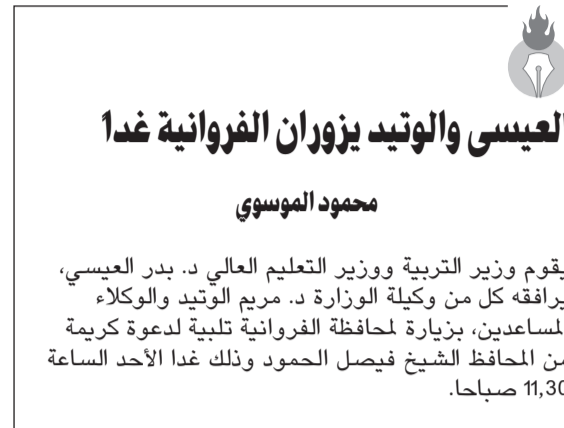 العيسى والوتيد يزوران الفروانية غداً
محمود الموسوي
يقوم وزير التربية ووزير التعليم العالي د. بدر العيسي،
يرافقه كل من وكيلة الوزارة د. مريم الوتيد والوكلاء
لمساعدين، بزيارة لمحافظة الفروانية تلبية لدعوة كريمة
من المحافظ الشيخ فيصل الحمود وذلك غدا الأحد الساعة
11,30 صباحا.